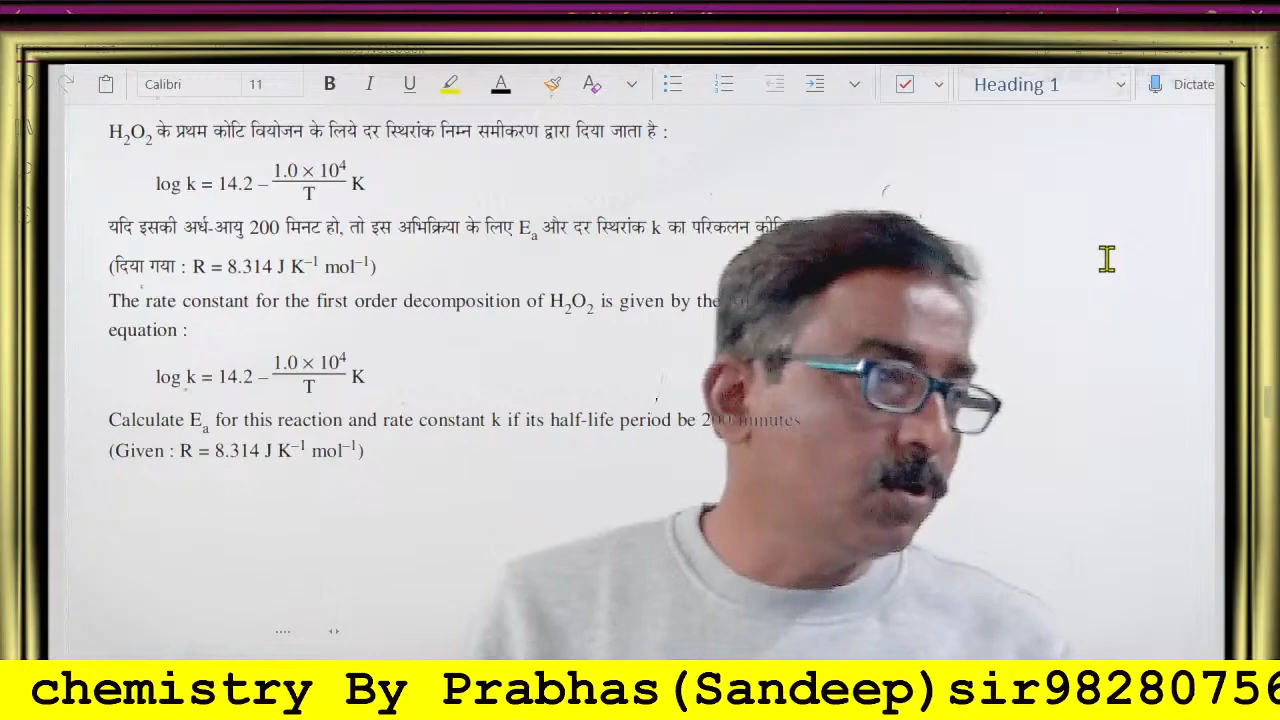 Calibri 11 B I U A A Heading 1 Dictate
H₂O₂ के प्रथम कोटि वियोजन के लिये दर स्थिरांक निम्न समीकरण द्वारा दिया जाता है :
log k = 14.2 – 1.0 × 10⁴ / T K
यदि इसकी अर्ध-आयु 200 मिनट हो, तो इस अभिक्रिया के लिए Eₐ और दर स्थिरांक k का परिकलन
(दिया गया : R = 8.314 J K⁻¹ mol⁻¹)
The rate constant for the first order decomposition of H₂O₂ is given by the
equation :
log k = 14.2 – 1.0 × 10⁴ / T K
Calculate Eₐ for this reaction and rate constant k if its half-life period be 200 minutes
(Given : R = 8.314 J K⁻¹ mol⁻¹)
chemistry By Prabhas(Sandeep)sir98280756